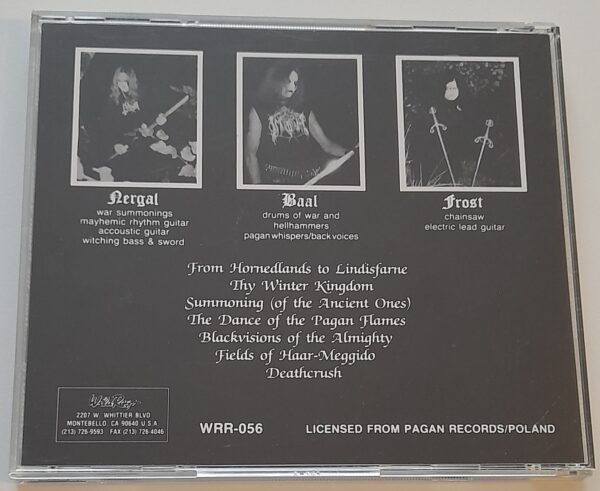 Nergal
war summonings
mayhemic rhythm guitar
accoustic guitar
witching bass & sword
Baal
drums of war and
hellhammers
pagan whispers/backvoices
Frost
chainsaw
electric lead guitar
From Hornedlands to Lindisfarne
Thy Winter Kingdom
Summoning (of the Ancient Ones)
The Dance of the Pagan Flames
Blackvisions of the Almighty
Fields of Haar-Meggido
Deathcrush
Wild Rags
2207 W. WHITTIER BLVD
MONTEBELLO, CA 90640 U.S.A
(213) 726-9593 FAX (213) 726-4046
WRR-056
LICENSED FROM PAGAN RECORDS/POLAND